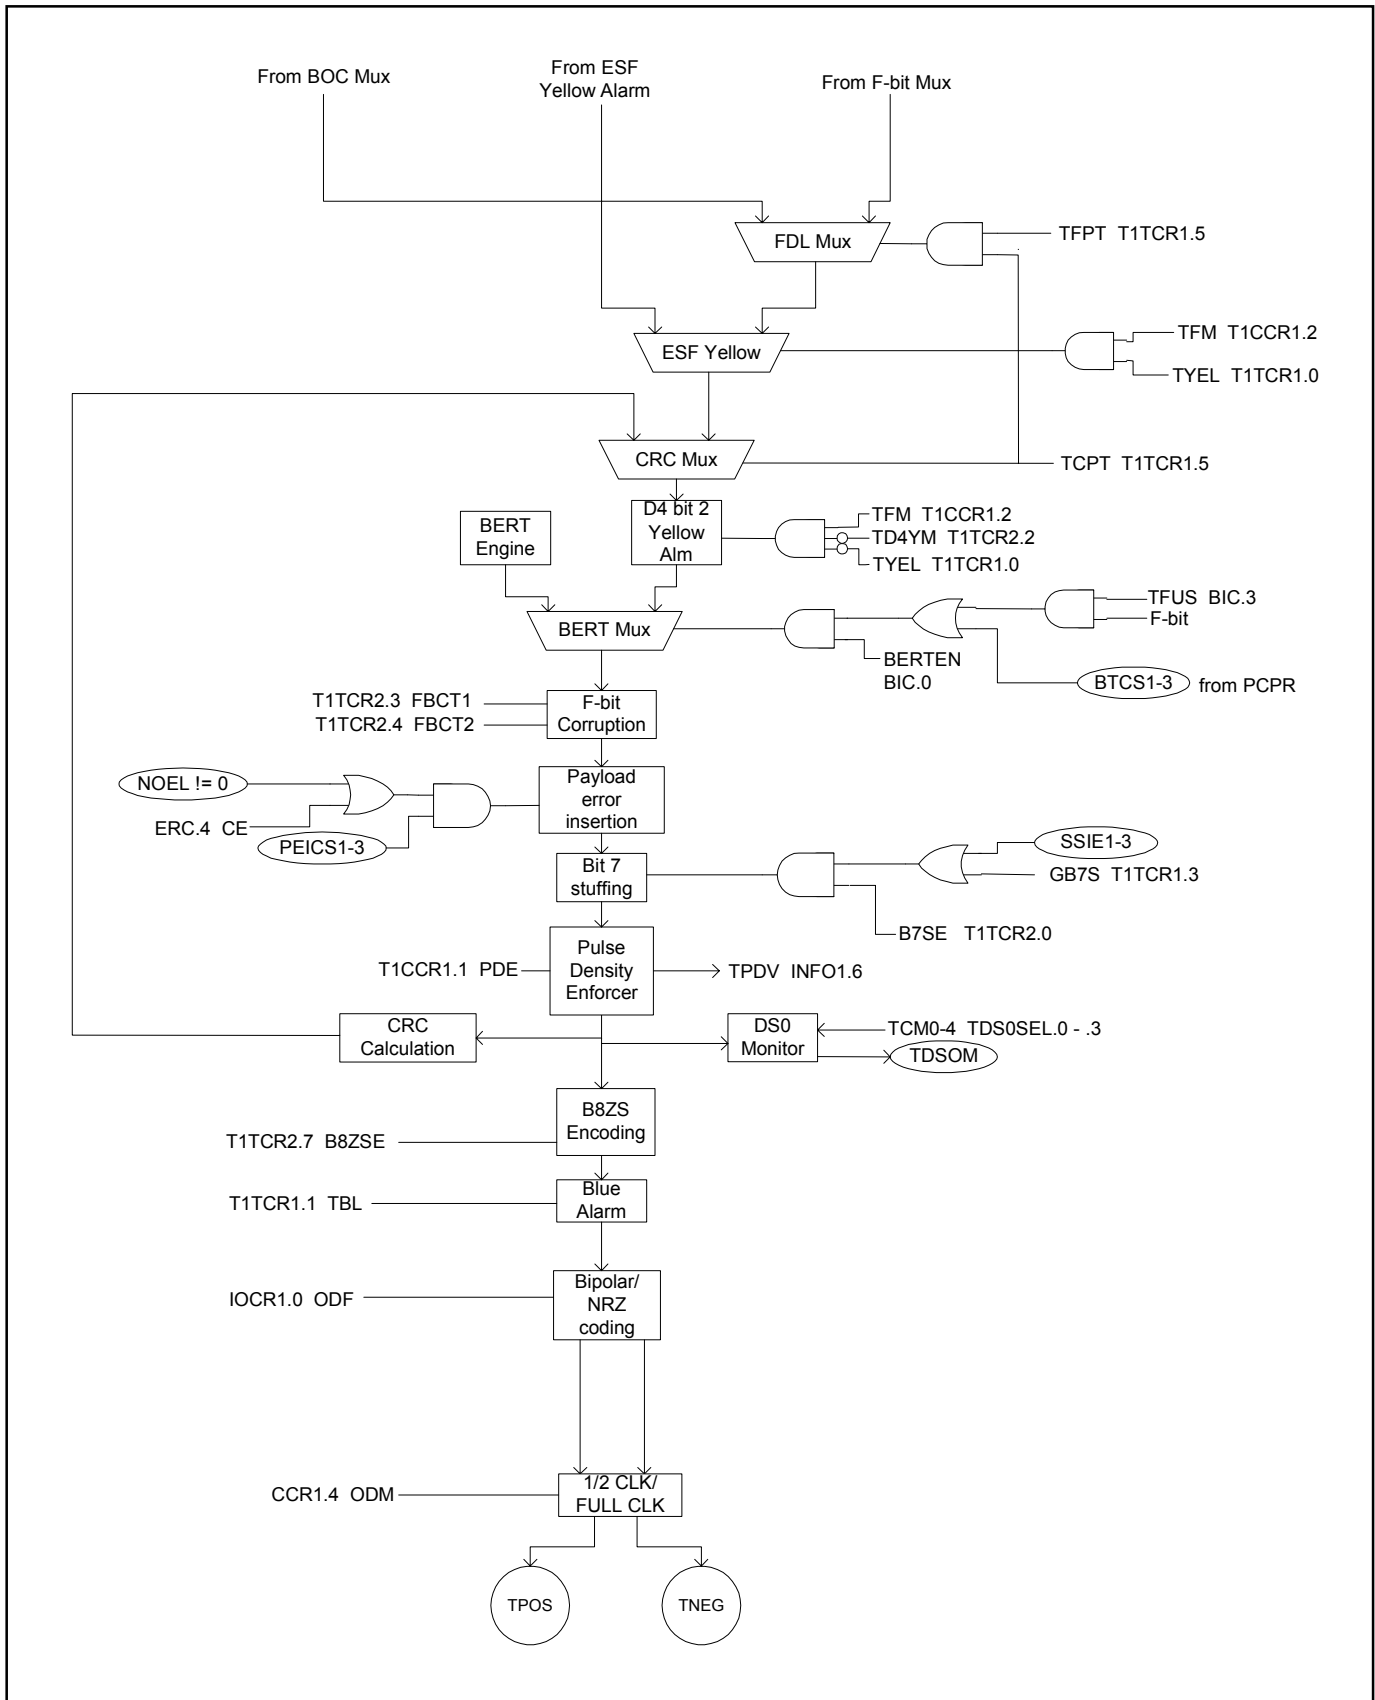 From BOC Mux
From ESF
Yellow Alarm
From F-bit Mux
FDL Mux
TFPT T1TCR1.5
ESF Yellow
TFM T1CCR1.2
TYEL T1TCR1.0
CRC Mux
TCPT T1TCR1.5
BERT
Engine
D4 bit 2
Yellow
Alm
TFM T1CCR1.2
TD4YM T1TCR2.2
TYEL T1TCR1.0
BERT Mux
TFUS BIC.3
F-bit
BERTEN
BIC.0
BTCS1-3 from PCPR
T1TCR2.3 FBCT1
T1TCR2.4 FBCT2
F-bit
Corruption
NOEL != 0
ERC.4 CE
PEICS1-3
Payload
error
insertion
Bit 7
stuffing
SSIE1-3
GB7S T1TCR1.3
B7SE T1TCR2.0
T1CCR1.1 PDE
Pulse
Density
Enforcer
TPDV INFO1.6
CRC
Calculation
DS0
Monitor
TCM0-4 TDS0SEL.0 - .3
TDSOM
B8ZS
Encoding
T1TCR2.7 B8ZSE
T1TCR1.1 TBL
Blue
Alarm
IOCR1.0 ODF
Bipolar/
NRZ
coding
CCR1.4 ODM
1/2 CLK/
FULL CLK
TPOS
TNEG